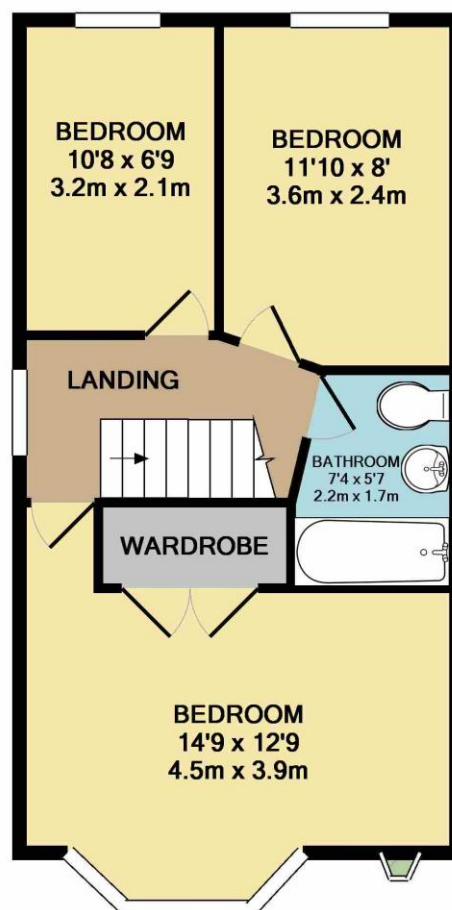 BEDROOM
10'8 x 6'9
3.2m x 2.1m
BEDROOM
11'10 x 8'
3.6m x 2.4m
LANDING
BATHROOM
7'4 x 5'7
2.2m x 1.7m
WARDROBE
BEDROOM
14'9 x 12'9
4.5m x 3.9m